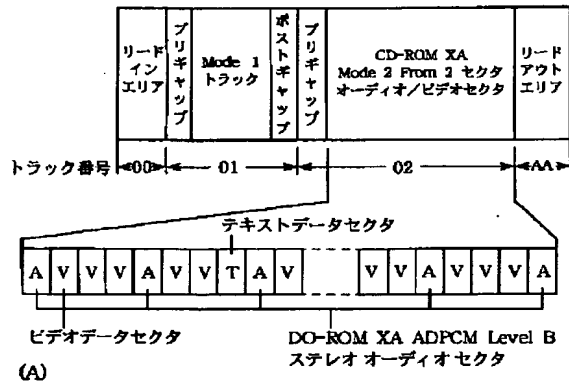 リード
イン
エリア
プリギャップ
Mode 1
トラック
ポストギャップ
プリギャップ
CD-ROM XA
Mode 2 From 2 セクタ
オーディオ/ビデオセクタ
リード
アウト
エリア
トラック番号 00 01 02 AA
テキストデータセクタ
A V V V A V V T A V V V A V V V A
ビデオデータセクタ
DO-ROM XA ADPCM Level B
ステレオ オーディオ セクタ
(A)